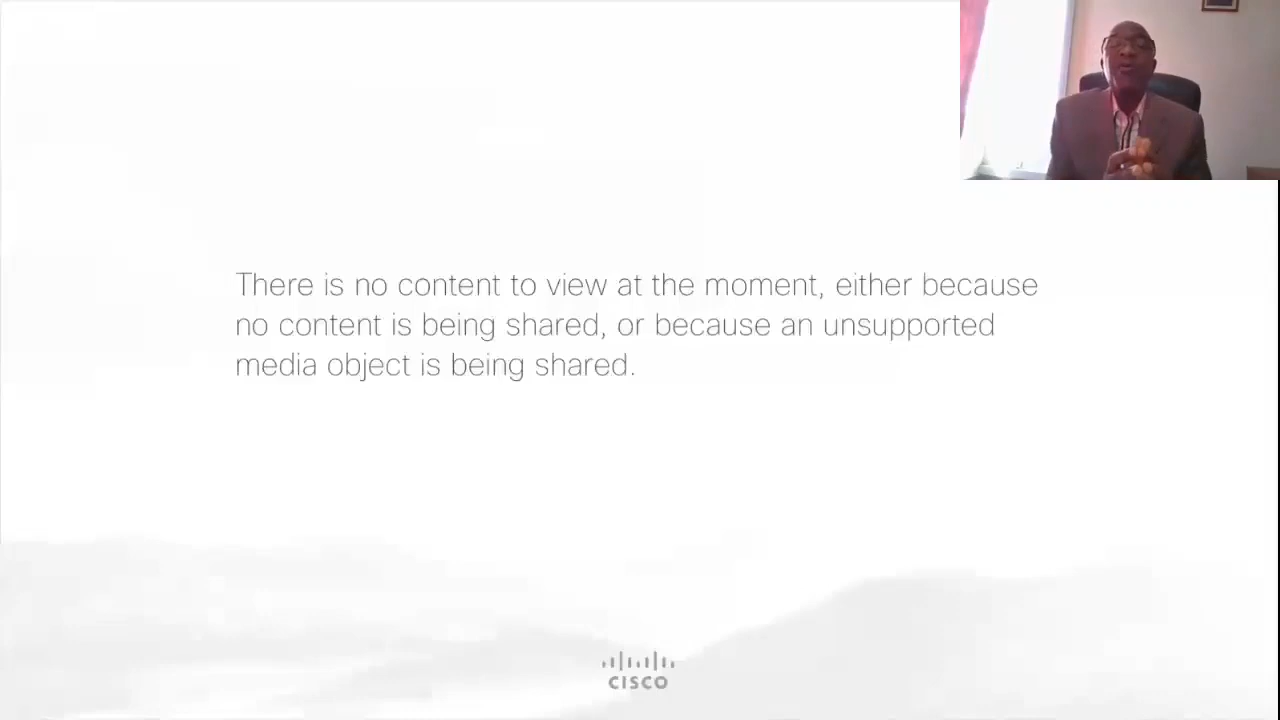 There is no content to view at the moment, either because
no content is being shared, or because an unsupported
media object is being shared.
CISCO